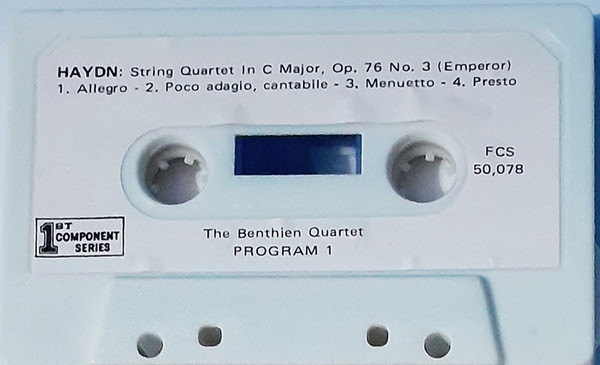 HAYDN: String Quartet In C Major, Op. 76 No. 3 (Emperor)
1. Allegro - 2. Poco adagio, cantabile - 3. Menuetto - 4. Presto
FCS
50,078
1ST COMPONENT SERIES
The Benthien Quartet
PROGRAM 1